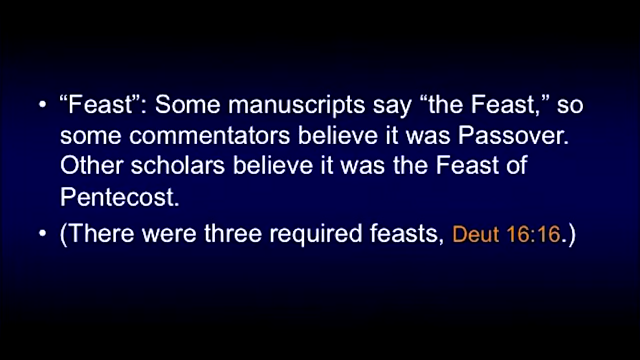 • “Feast”: Some manuscripts say “the Feast,” so
some commentators believe it was Passover.
Other scholars believe it was the Feast of
Pentecost.
• (There were three required feasts, Deut 16:16.)